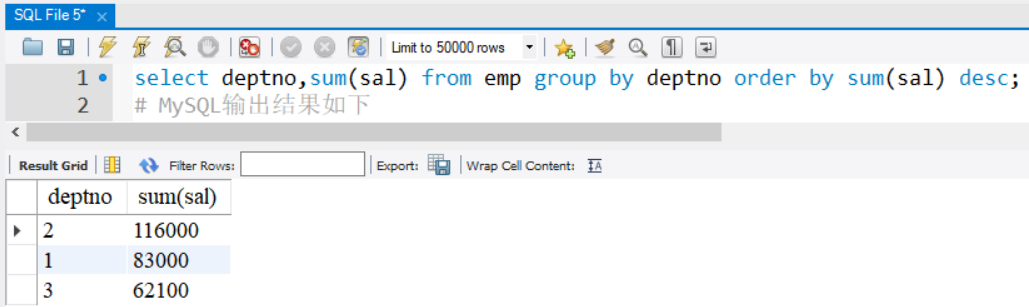 SQL File 5* ×
Limit to 50000 rows
1 select deptno,sum(sal) from emp group by deptno order by sum(sal) desc;
2 # MySQL输出结果如下
Result Grid Filter Rows: Export: Wrap Cell Content: IA
deptno sum(sal)
2 116000
1 83000
3 62100